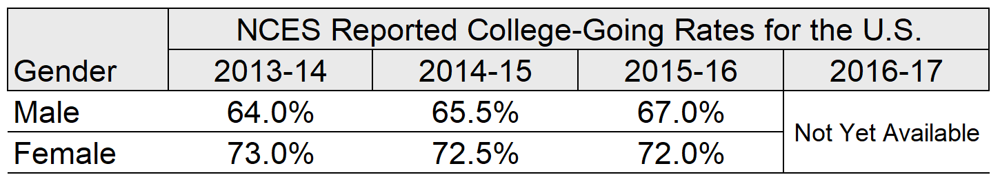 NCES Reported College-Going Rates for the U.S.
Gender 2013-14 2014-15 2015-16 2016-17
Male 64.0% 65.5% 67.0%
Not Yet Available
Female 73.0% 72.5% 72.0%